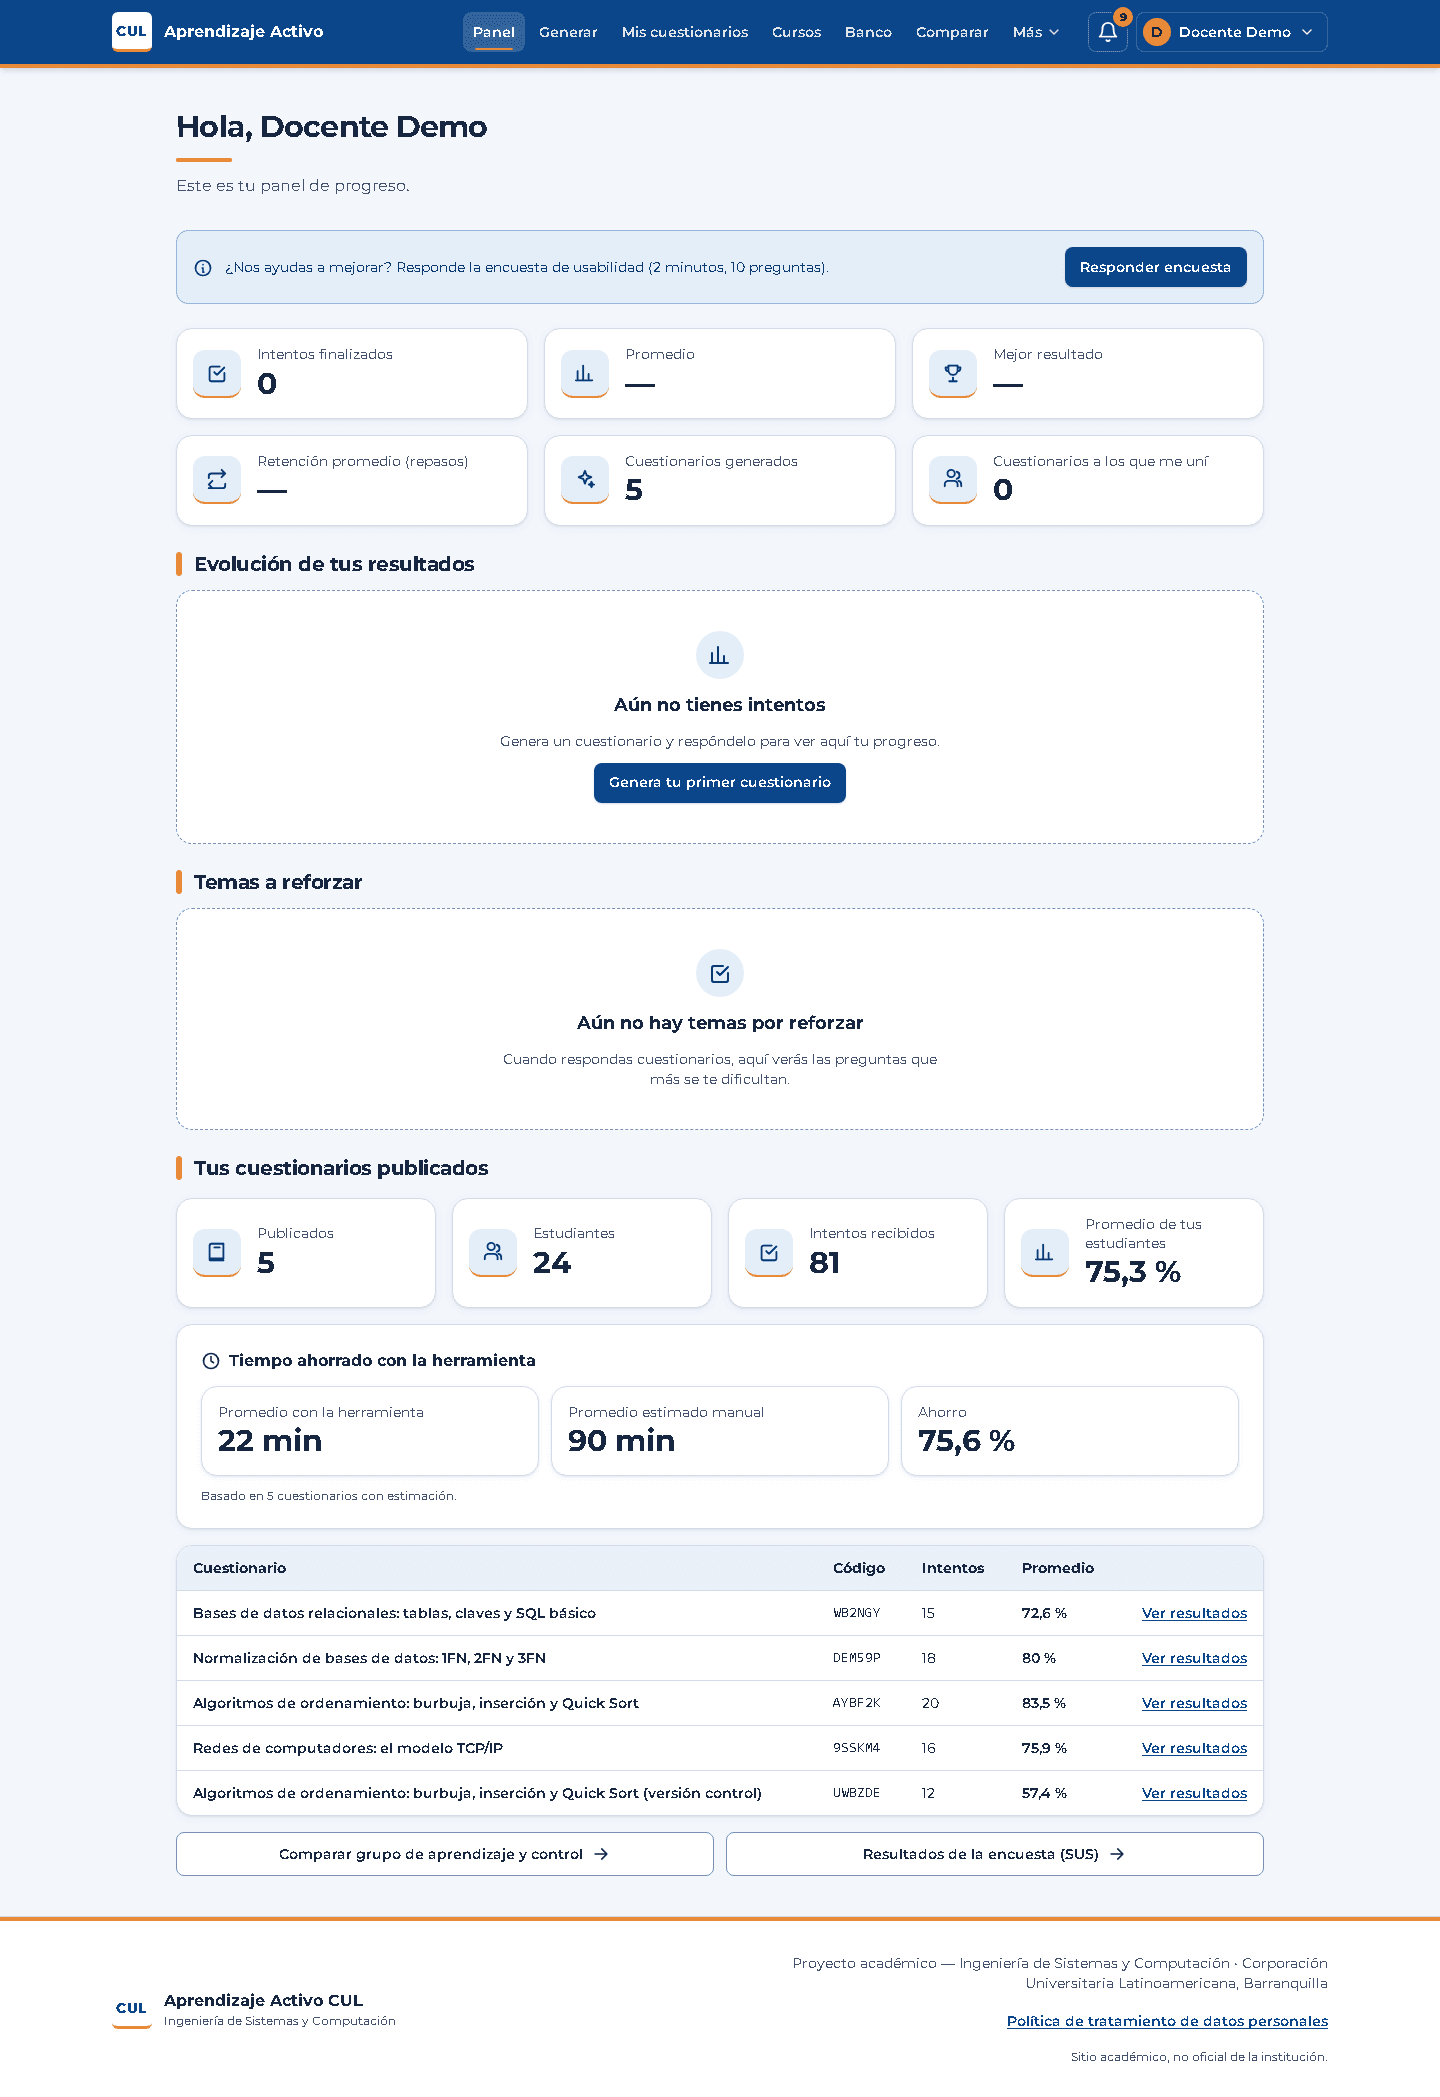 CUL
Aprendizaje Activo
Panel
Generar
Mis cuestionarios
Cursos
Banco
Comparar
Más
9
D
Docente Demo
Hola, Docente Demo
Este es tu panel de progreso.
¿Nos ayudas a mejorar? Responde la encuesta de usabilidad (2 minutos, 10 preguntas).
Responder encuesta
Intentos finalizados
0
Promedio
—
Mejor resultado
—
Retención promedio (repasos)
—
Cuestionarios generados
5
Cuestionarios a los que me uní
0
Evolución de tus resultados
Aún no tienes intentos
Genera un cuestionario y respóndelo para ver aquí tu progreso.
Genera tu primer cuestionario
Temas a reforzar
Aún no hay temas por reforzar
Cuando respondas cuestionarios, aquí verás las preguntas que
más se te dificultan.
Tus cuestionarios publicados
Publicados
5
Estudiantes
24
Intentos recibidos
81
Promedio de tus
estudiantes
75,3 %
Tiempo ahorrado con la herramienta
Promedio con la herramienta
22 min
Promedio estimado manual
90 min
Ahorro
75,6 %
Basado en 5 cuestionarios con estimación.
Cuestionario Código Intentos Promedio
Bases de datos relacionales: tablas, claves y SQL básico WB2NGY 15 72,6 % Ver resultados
Normalización de bases de datos: 1FN, 2FN y 3FN DEM59P 18 80 % Ver resultados
Algoritmos de ordenamiento: burbuja, inserción y Quick Sort AYBF2K 20 83,5 % Ver resultados
Redes de computadores: el modelo TCP/IP 9SSKM4 16 75,9 % Ver resultados
Algoritmos de ordenamiento: burbuja, inserción y Quick Sort (versión control) UWBZDE 12 57,4 % Ver resultados
Comparar grupo de aprendizaje y control →
Resultados de la encuesta (SUS) →
CUL
Aprendizaje Activo CUL
Ingeniería de Sistemas y Computación
Proyecto académico — Ingeniería de Sistemas y Computación · Corporación
Universitaria Latinoamericana, Barranquilla
Política de tratamiento de datos personales
Sitio académico, no oficial de la institución.